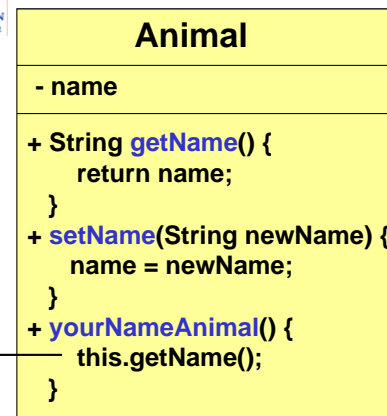 Animal
- name
+ String getName() {
return name;
}
+ setName(String newName) {
name = newName;
}
+ yourNameAnimal() {
this.getName();
}